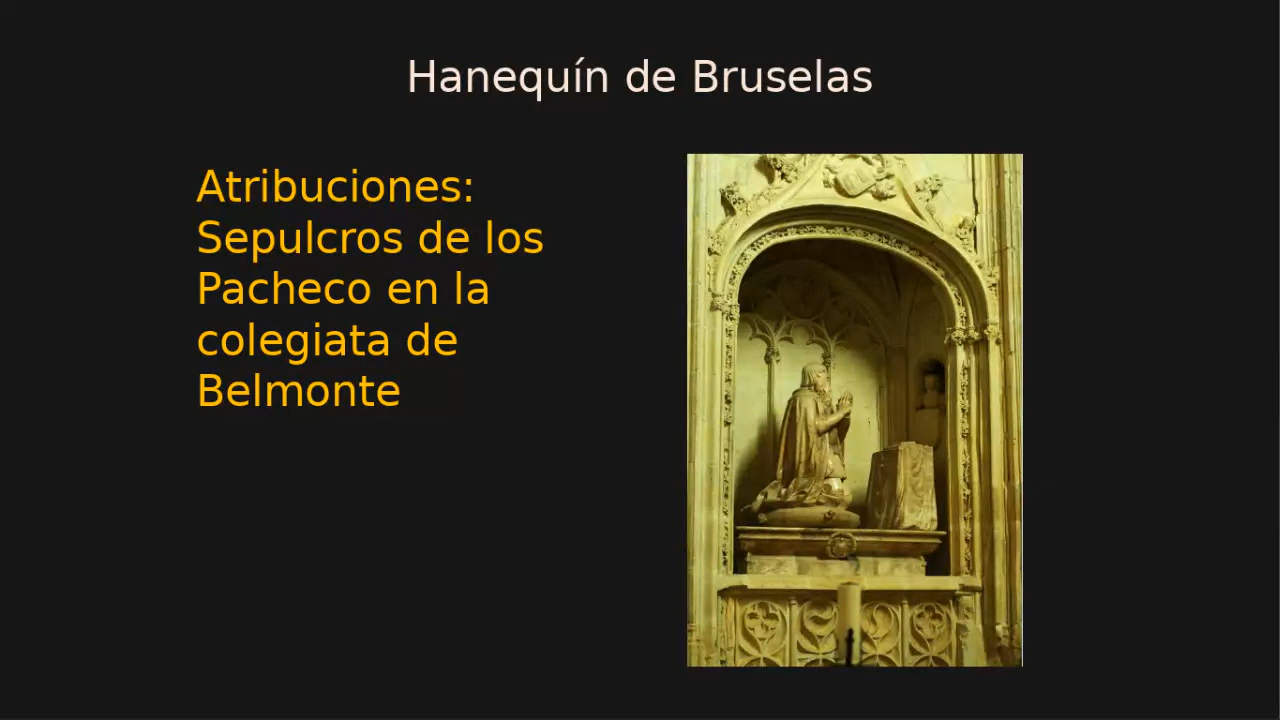 Hanequín de Bruselas
Atribuciones:
Sepulcros de los
Pacheco en la
colegiata de
Belmonte